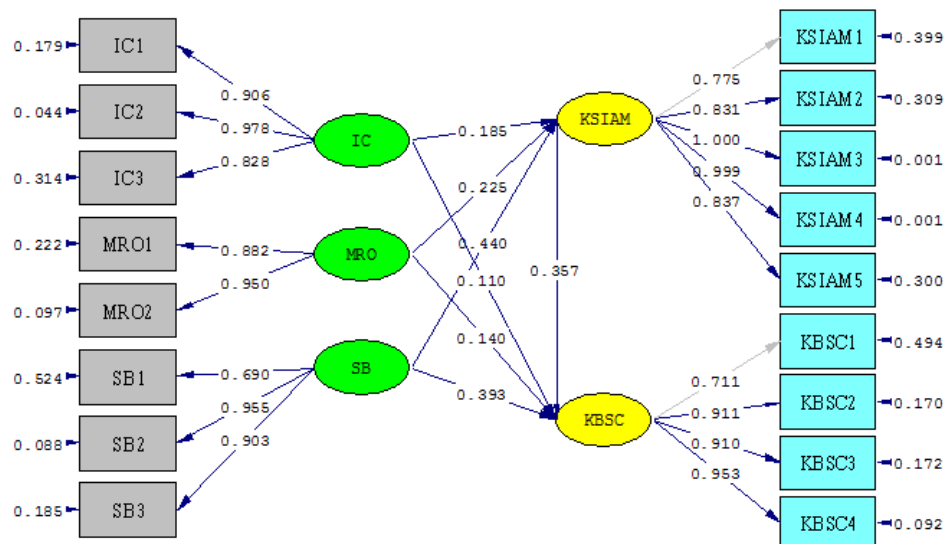 0.179 IC1
0.044 IC2
0.314 IC3
0.222 MRO1
0.097 MRO2
0.524 SB1
0.088 SB2
0.185 SB3
0.906
0.978
0.828
0.882
0.950
0.690
0.955
0.903
IC
MRO
SB
0.185
0.225
0.440
0.110
0.357
0.140
0.393
KSIAM
KBSC
0.775
0.831
1.000
0.999
0.837
0.711
0.911
0.910
0.953
KSIAM1 0.399
KSIAM2 0.309
KSIAM3 0.001
KSIAM4 0.001
KSIAM5 0.300
KBSC1 0.494
KBSC2 0.170
KBSC3 0.172
KBSC4 0.092